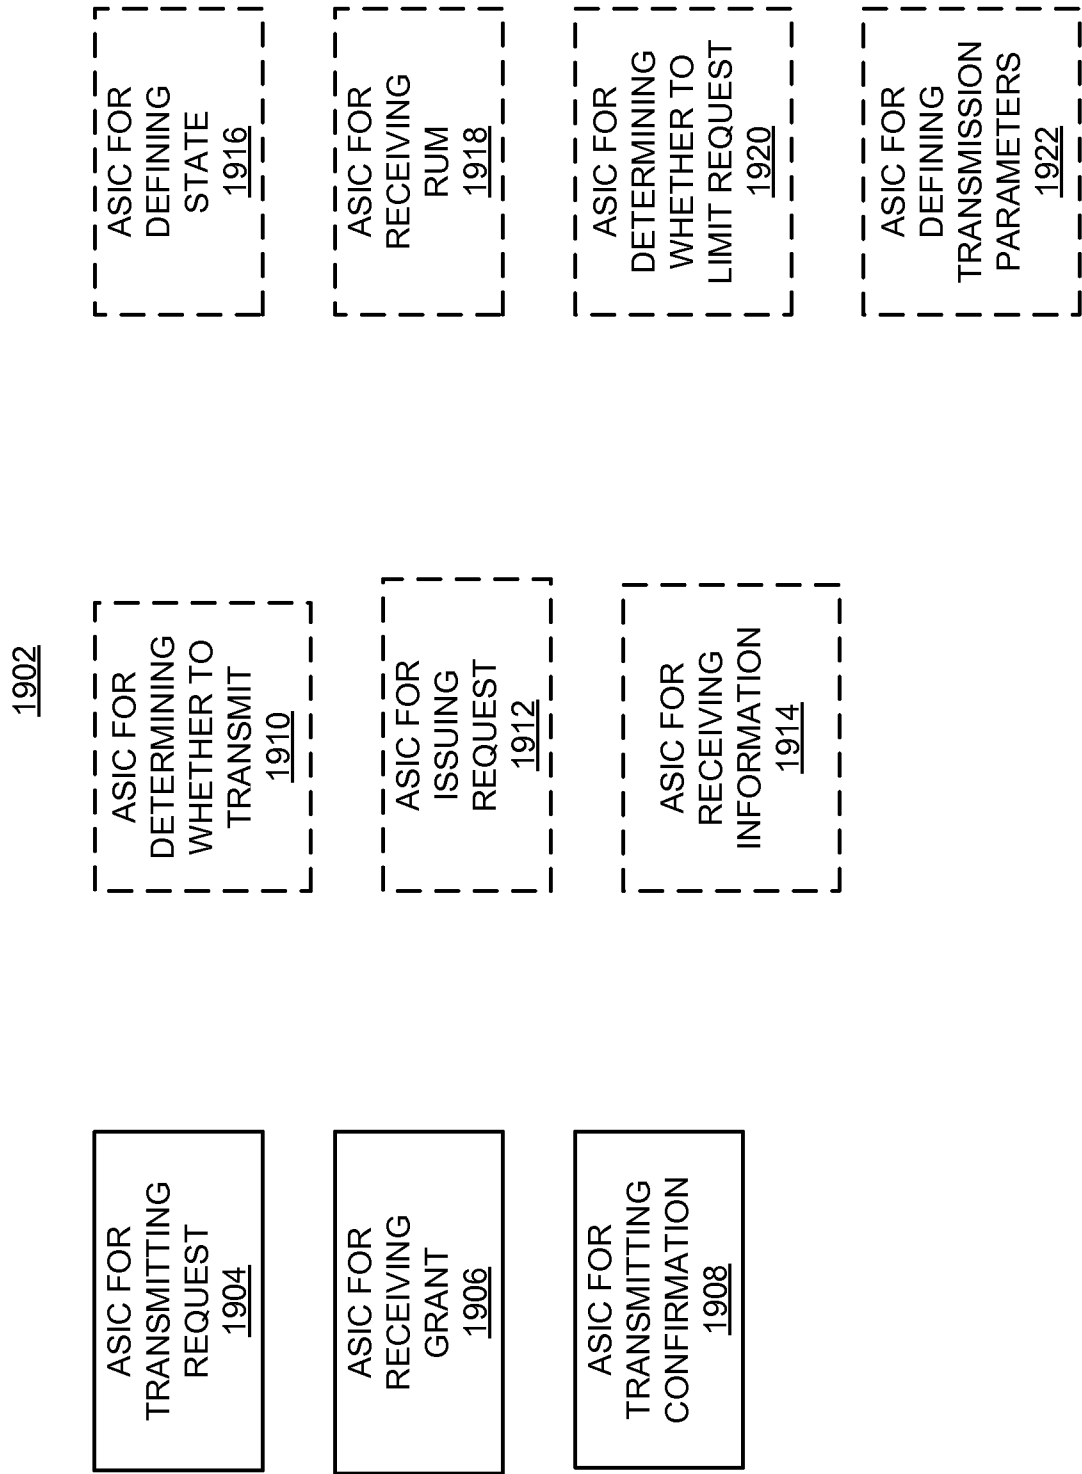 1902
ASIC FOR
TRANSMITTING
REQUEST
1904
ASIC FOR
RECEIVING
GRANT
1906
ASIC FOR
TRANSMITTING
CONFIRMATION
1908
ASIC FOR
DETERMINING
WHETHER TO
TRANSMIT
1910
ASIC FOR
ISSUING
REQUEST
1912
ASIC FOR
RECEIVING
INFORMATION
1914
ASIC FOR
DEFINING
STATE
1916
ASIC FOR
RECEIVING
RUM
1918
ASIC FOR
DETERMINING
WHETHER TO
LIMIT REQUEST
1920
ASIC FOR
DEFINING
TRANSMISSION
PARAMETERS
1922